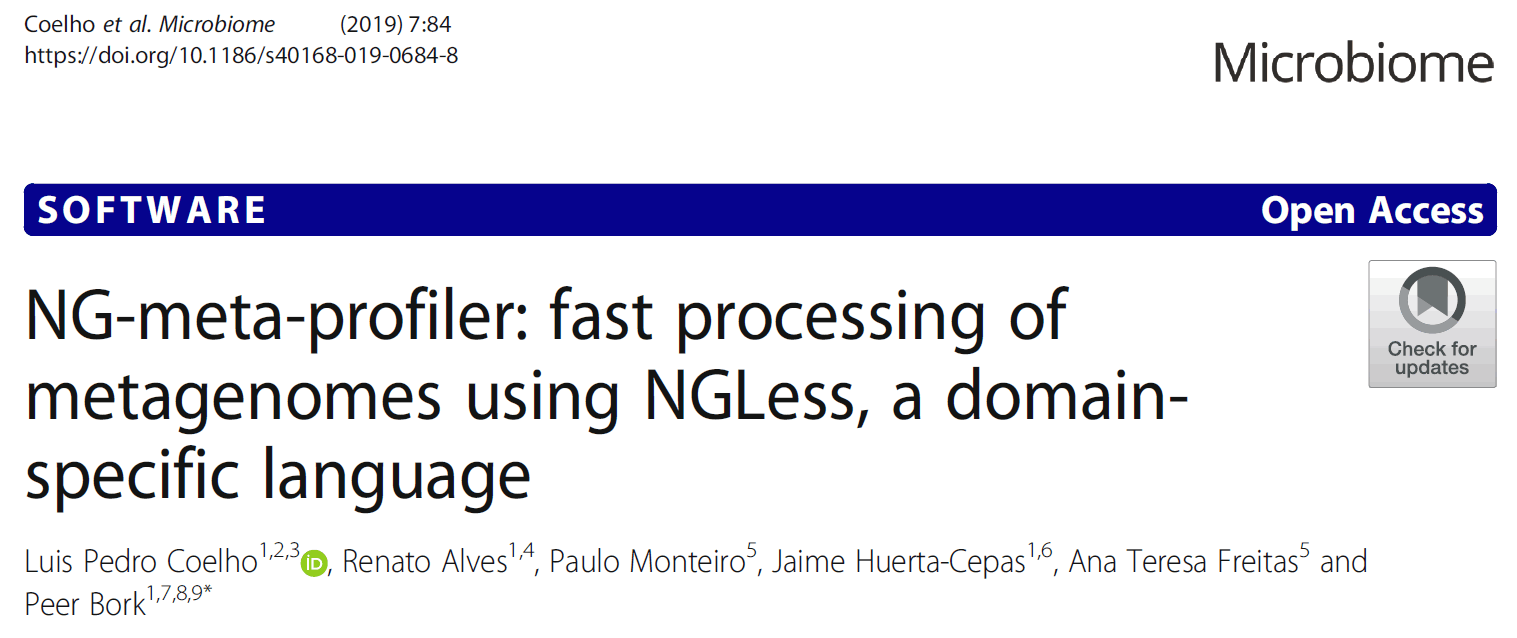 Coelho et al. Microbiome (2019) 7:84
https://doi.org/10.1186/s40168-019-0684-8
Microbiome
SOFTWARE Open Access
NG-meta-profiler: fast processing of
metagenomes using NGLess, a domain-
specific language
Check for
updates
Luis Pedro Coelho1,2,3 iD, Renato Alves1,4, Paulo Monteiro5, Jaime Huerta-Cepas1,6, Ana Teresa Freitas5 and
Peer Bork1,7,8,9*